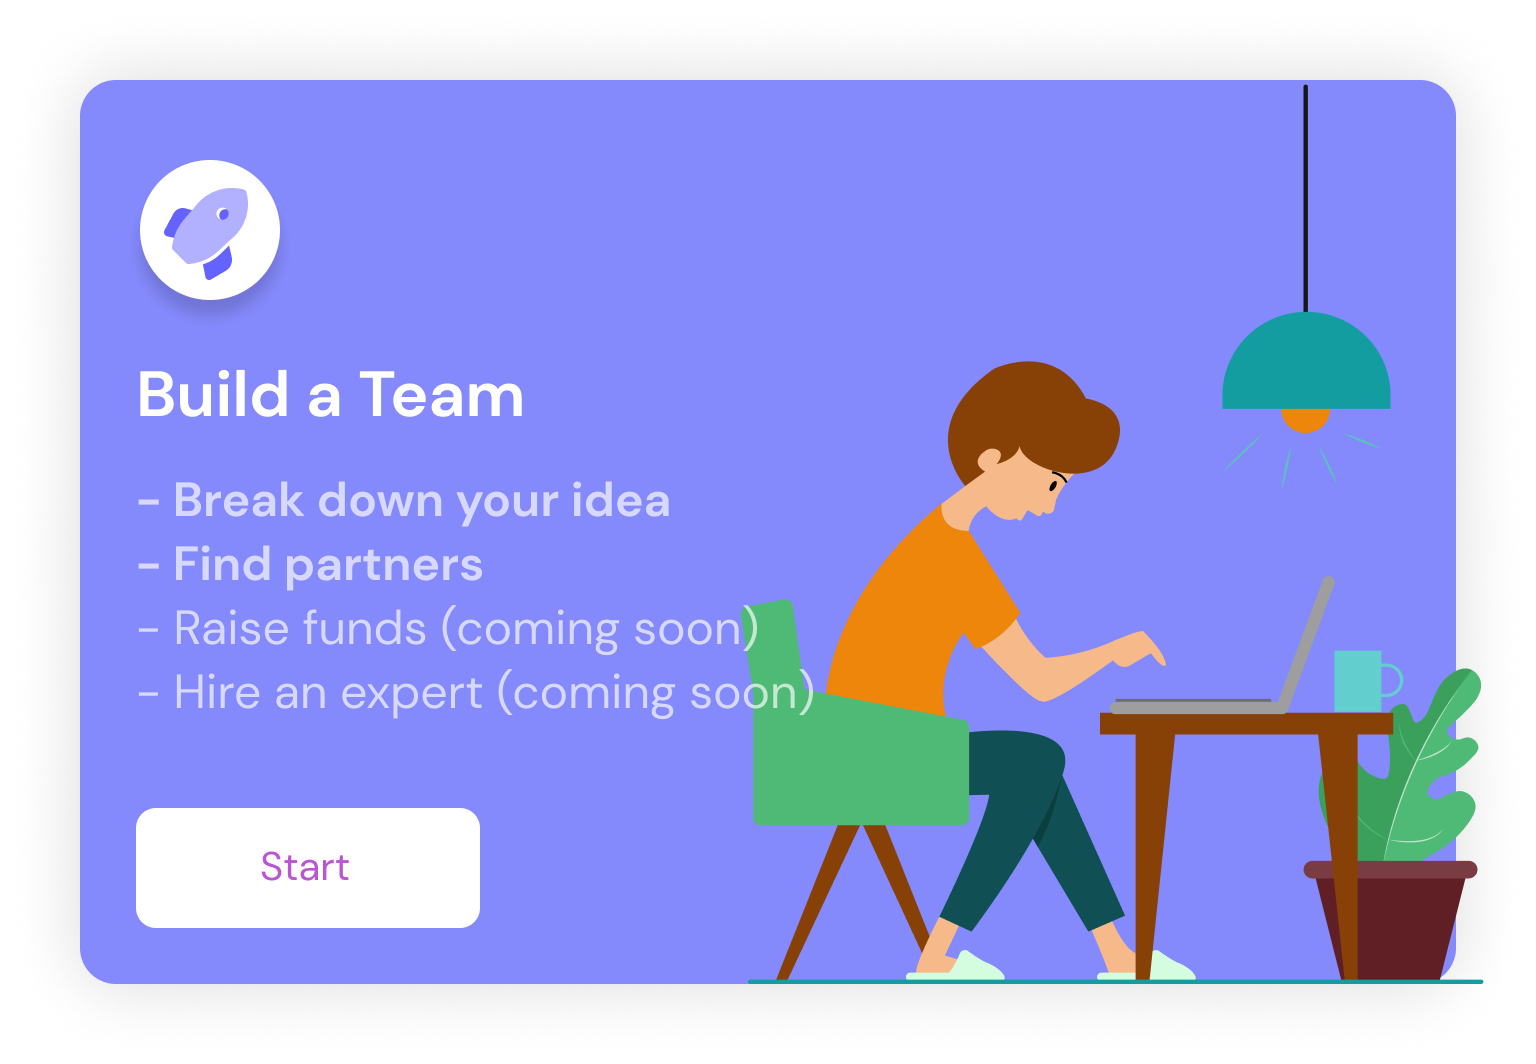 Build a Team
- Break down your idea
- Find partners
- Raise funds (coming soon)
- Hire an expert (coming soon)
Start